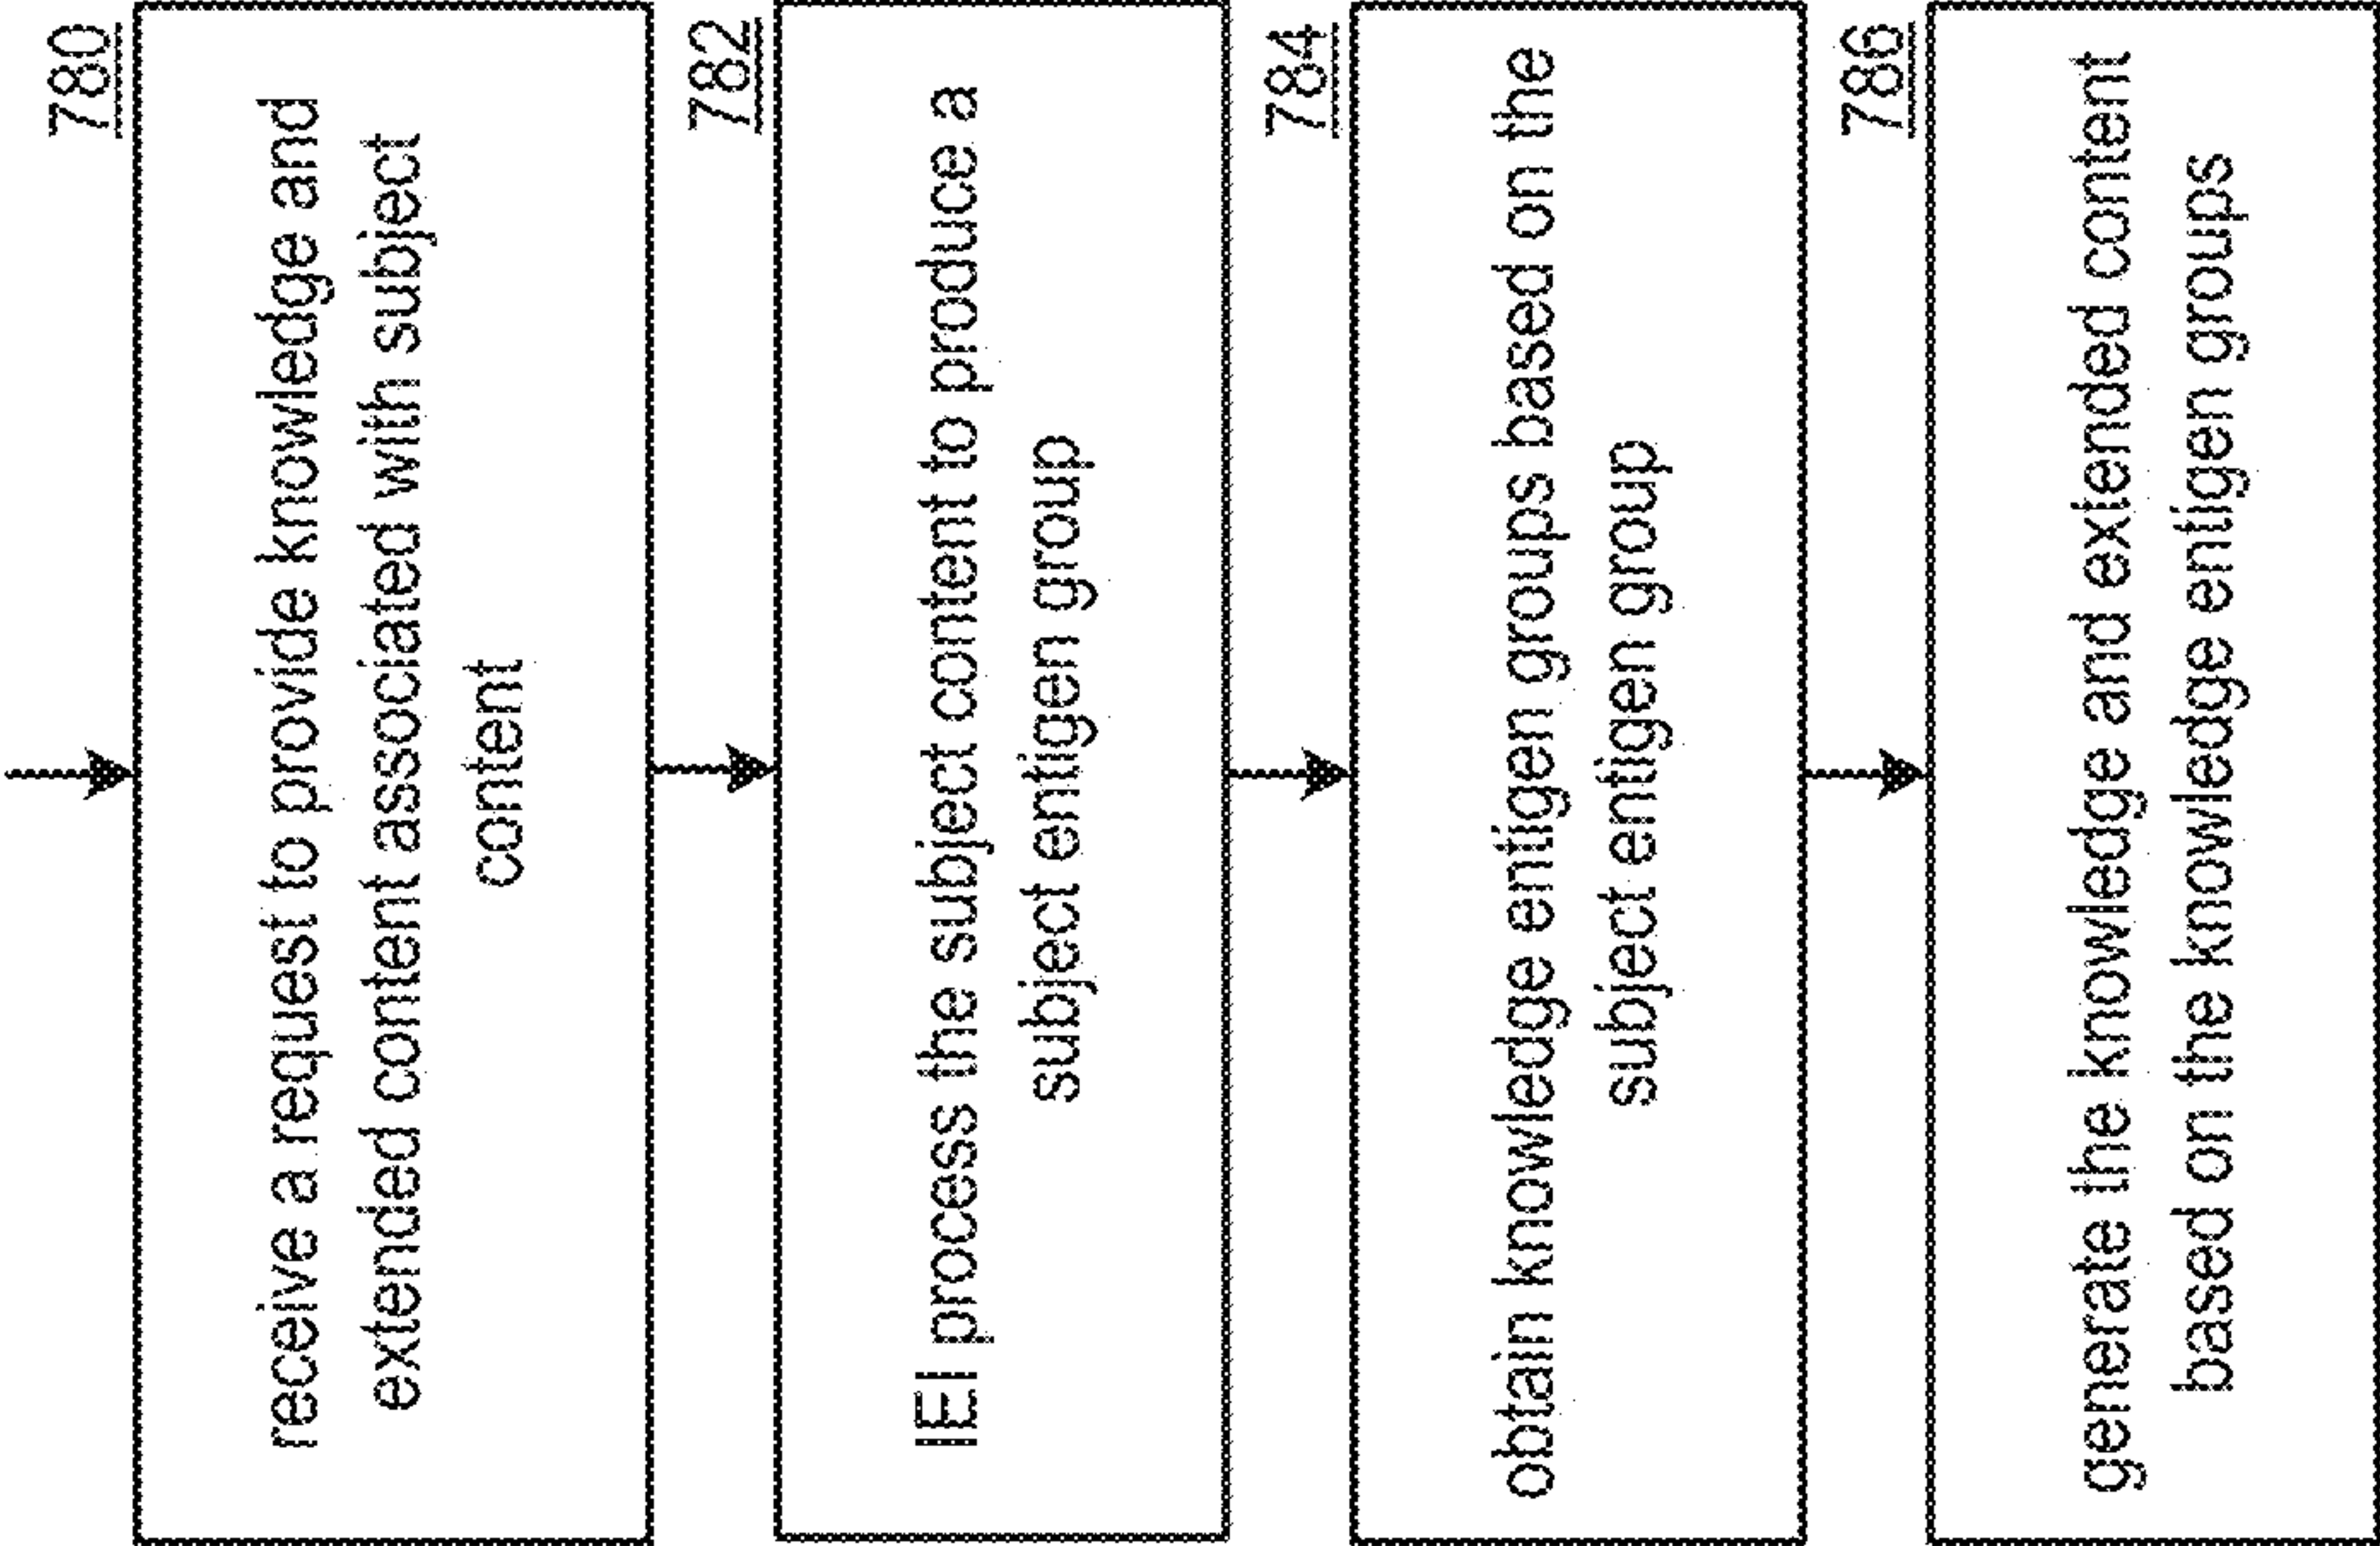 780
receive a request to provide knowledge and
extended content associated with subject
content
782
IEI process the subject content to produce a
subject entigen group
784
obtain knowledge entigen groups based on the
subject entigen group
786
generate the knowledge and extended content
based on the knowledge entigen groups